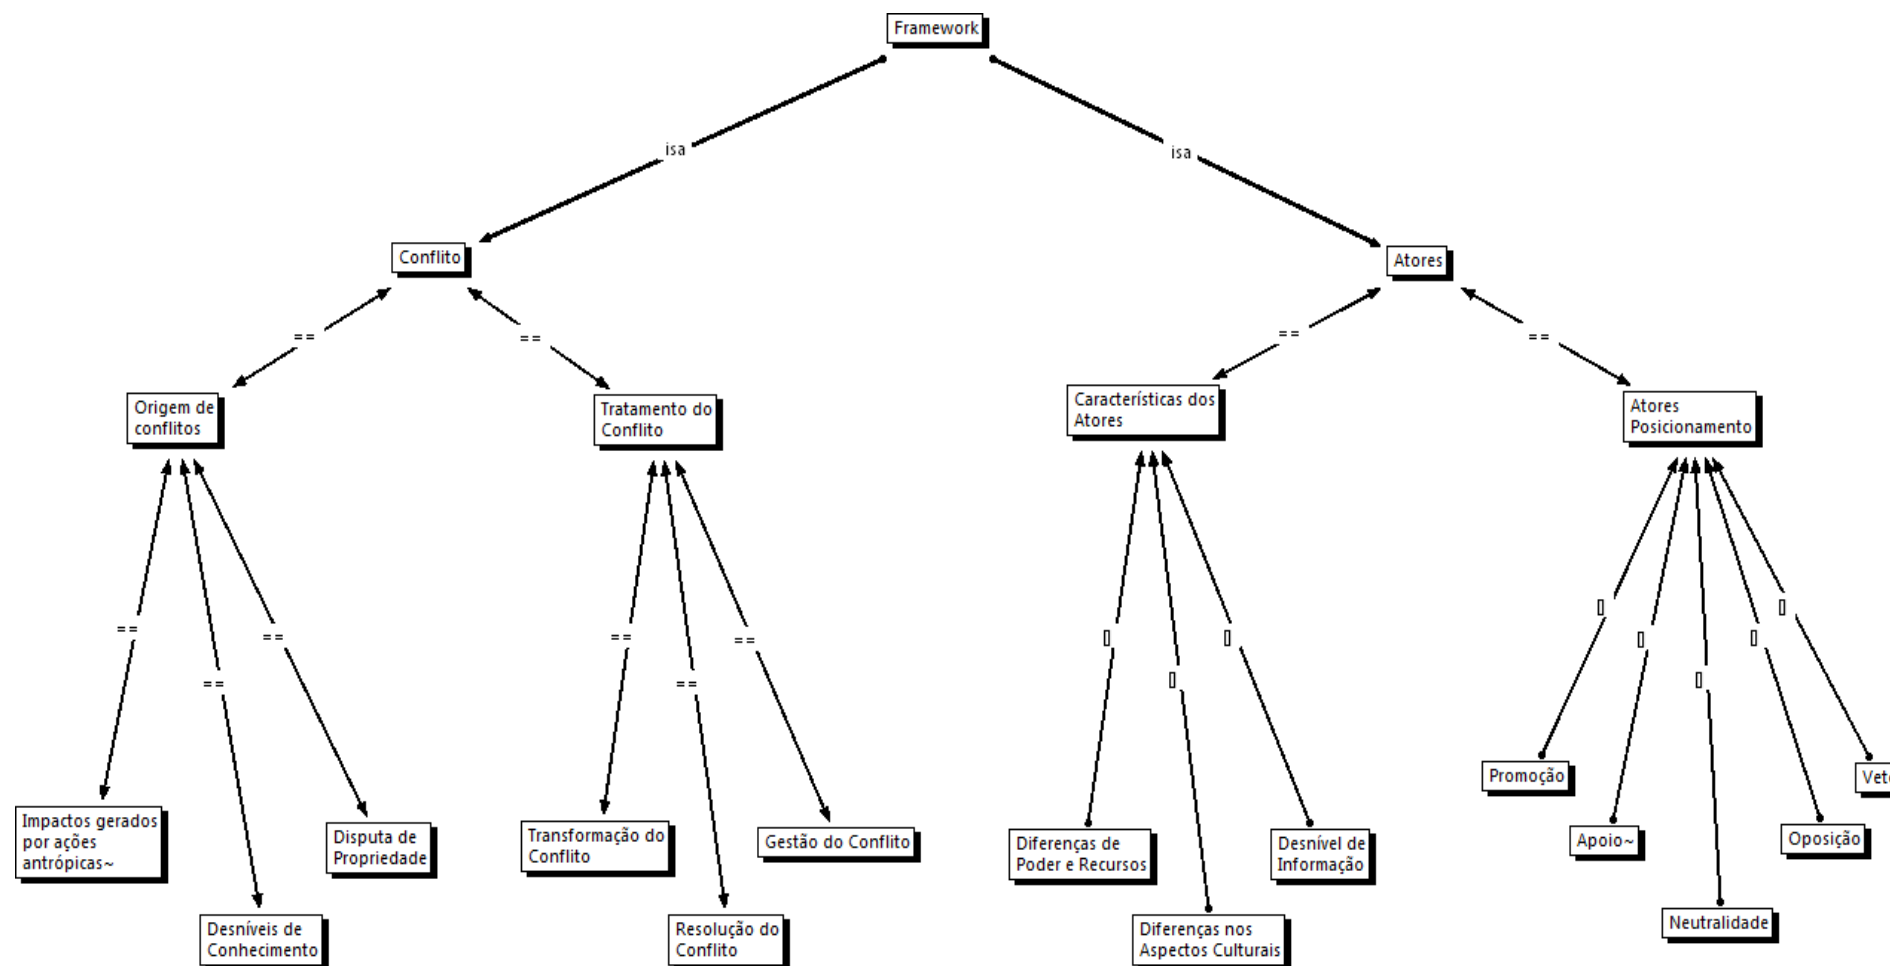 Framework
isa
isa
Conflito
Atores
==
==
==
==
Origem de
conflitos
Tratamento do
Conflito
Características dos
Atores
Atores
Posicionamento
==
==
==
==
==
==
[]
[]
[]
[]
[]
[]
[]
[]
Impactos gerados
por ações
antrópicas~
Desníveis de
Conhecimento
Disputa de
Propriedade
Transformação do
Conflito
Resolução do
Conflito
Gestão do Conflito
Diferenças de
Poder e Recursos
Diferenças nos
Aspectos Culturais
Desnível de
Informação
Promoção
Apoio~
Neutralidade
Oposição